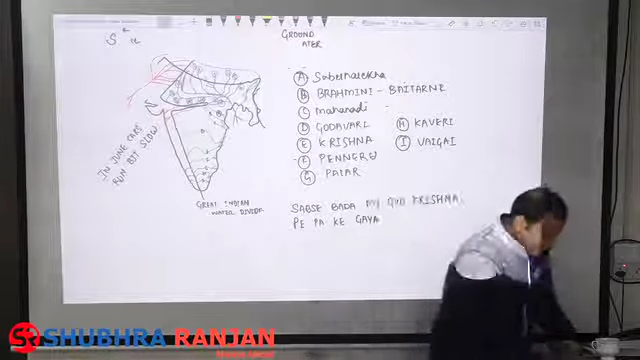 GROUND
ATER
IN JUNE CARS
RUN BIT SLOW
GREAT INDIAN
WATER DIVIDE
A Subernarekha
B BRAHMINI - BAITARNE
C mahanadi
D GODAVARI
E KRISHNA
F PENNERU
G PALAR
H KAVERI
I VAIGAI
SABSE BADA MY GOD KRISHNA
PE PA KE GAYA
SHUBHRA RANJAN